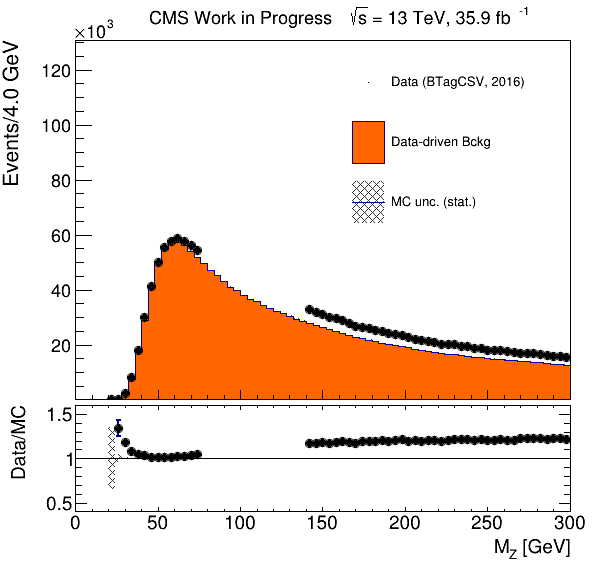 CMS Work in Progress √s = 13 TeV, 35.9 fb⁻¹
×10³
Events/4.0 GeV
120
100
80
60
40
20
Data (BTagCSV, 2016)
Data-driven Bckg
MC unc. (stat.)
Data/MC
1.5
1
0.5
0 50 100 150 200 250 300
M_Z [GeV]